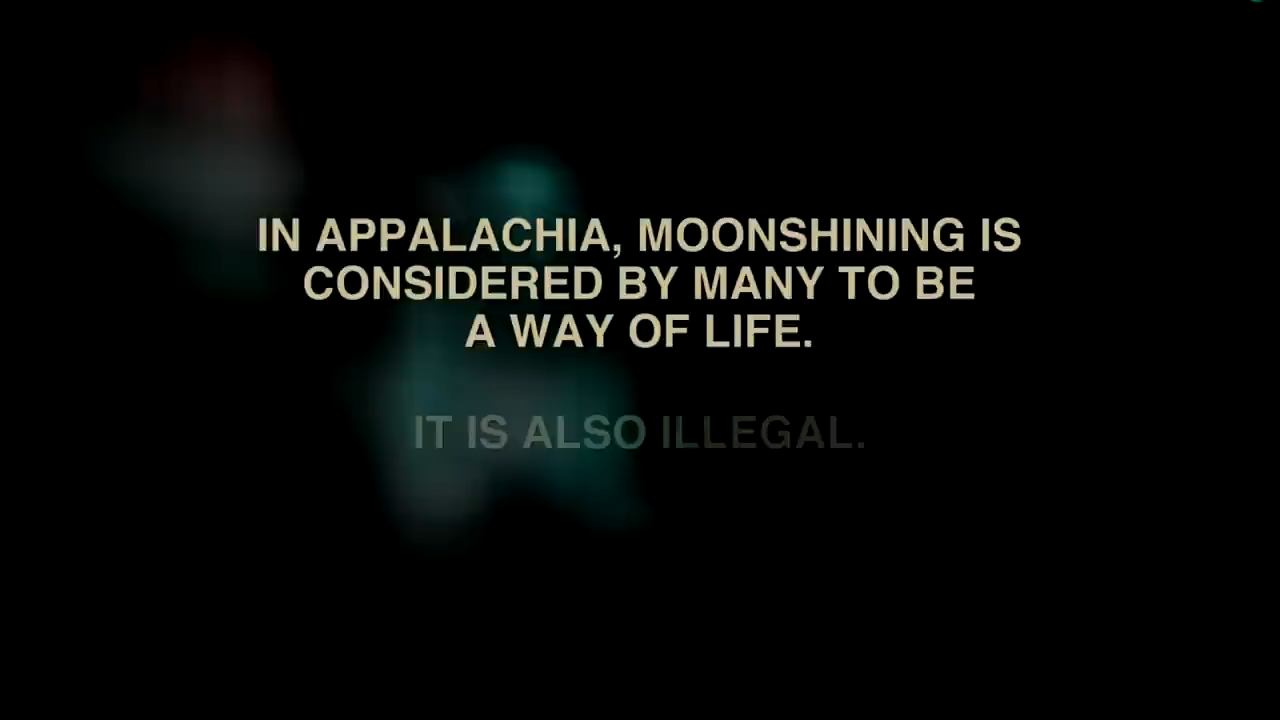 IN APPALACHIA, MOONSHINING IS
CONSIDERED BY MANY TO BE
A WAY OF LIFE.
IT IS ALSO ILLEGAL.